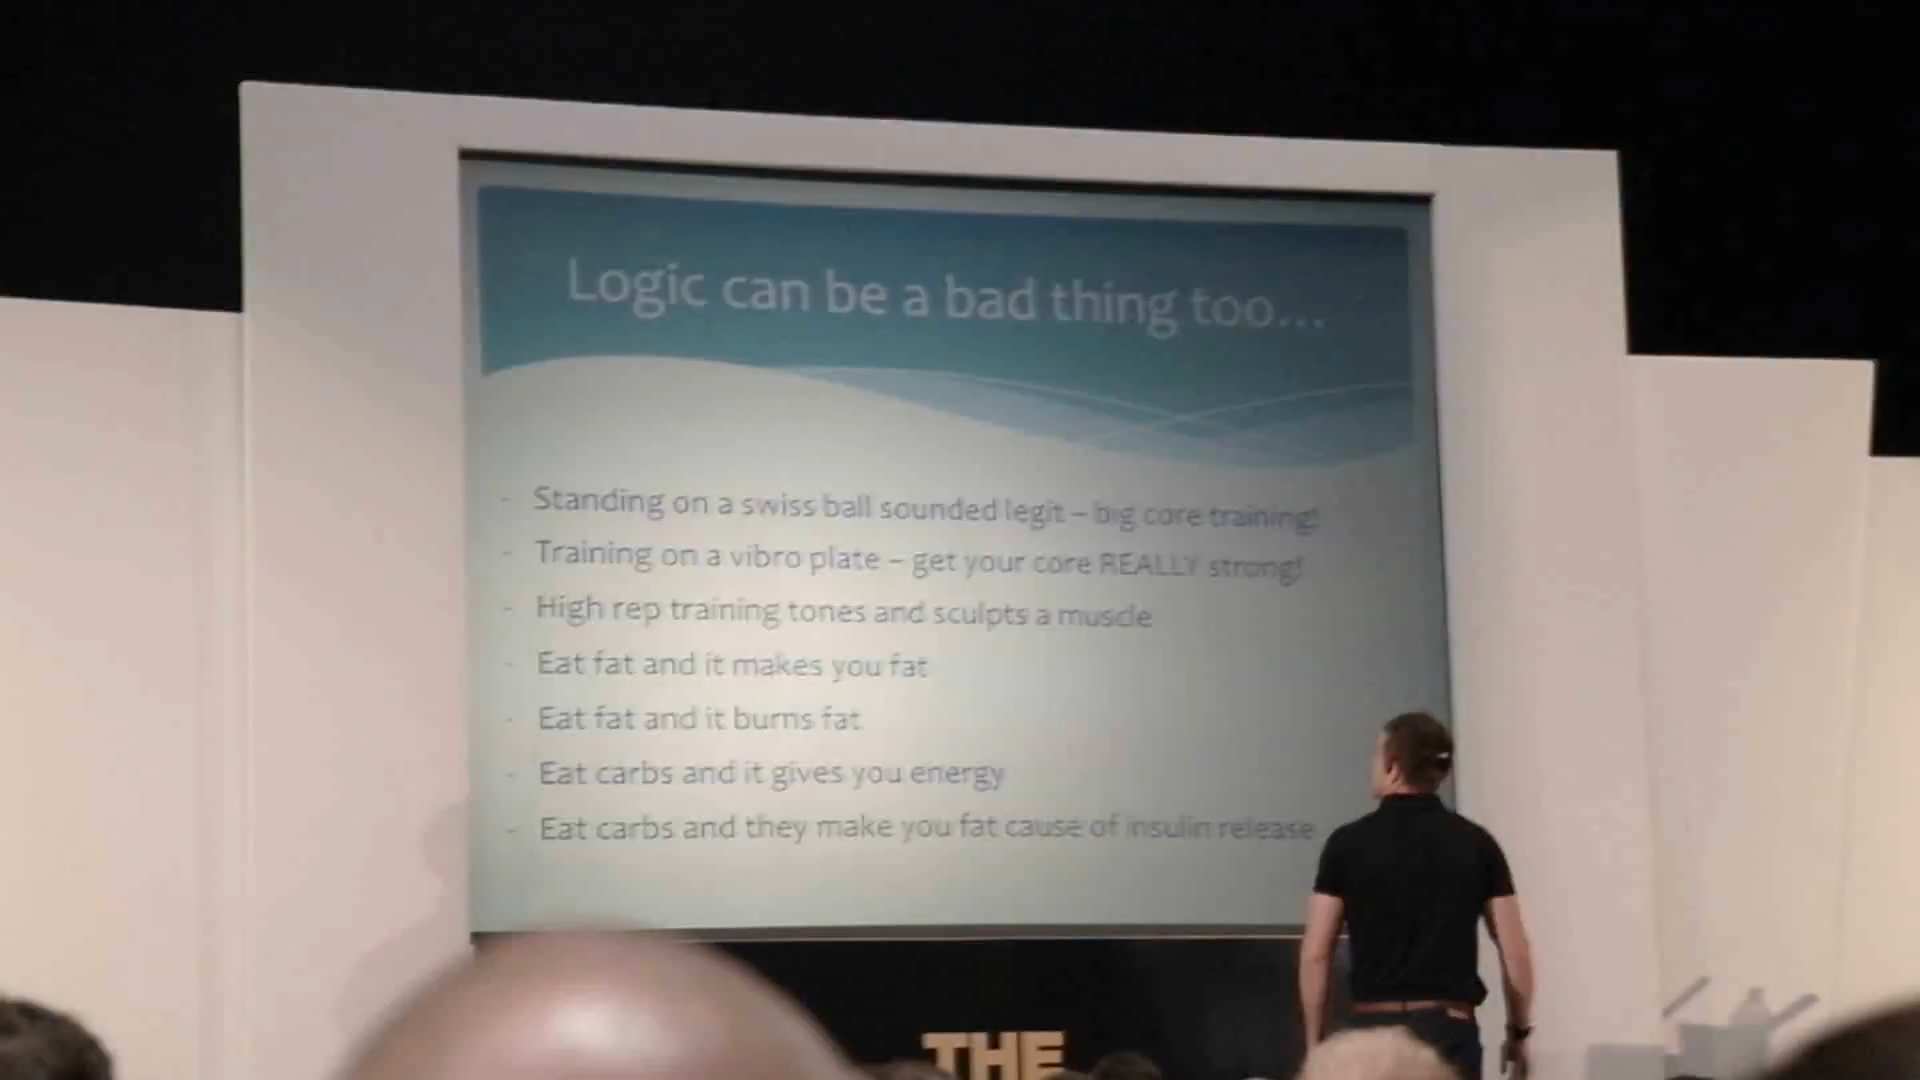 Logic can be a bad thing too...
- Standing on a swiss ball sounded legit – big core training!
- Training on a vibro plate – get your core REALLY strong!
- High rep training tones and sculpts a muscle
- Eat fat and it makes you fat
- Eat fat and it burns fat
- Eat carbs and it gives you energy
- Eat carbs and they make you fat cause of insulin release
THE